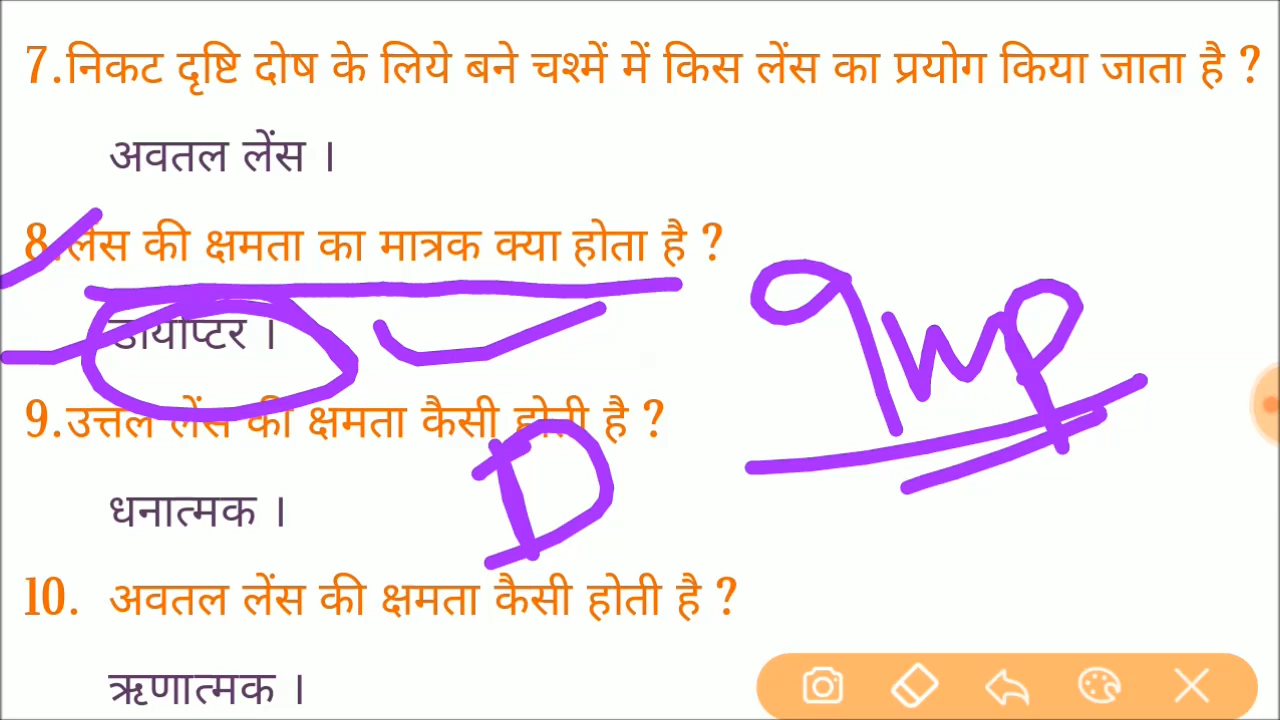 7.निकट दृष्टि दोष के लिये बने चश्में में किस लेंस का प्रयोग किया जाता है ?
अवतल लेंस ।
8.लेंस की क्षमता का मात्रक क्या होता है ?
डायोप्टर ।
Imp
9.उत्तल लेंस की क्षमता कैसी होती है ?
D
धनात्मक ।
10. अवतल लेंस की क्षमता कैसी होती है ?
ऋणात्मक ।